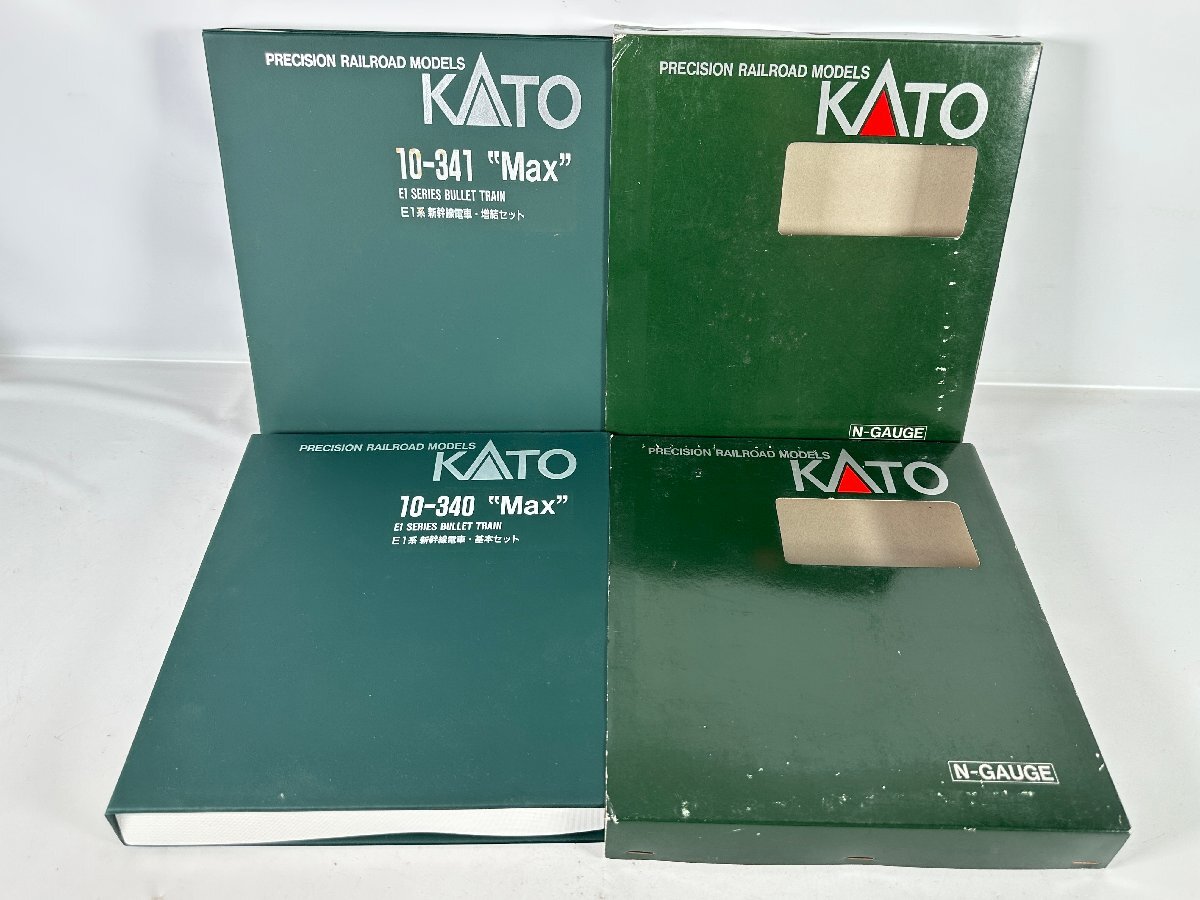 PRECISION RAILROAD MODELS
KATO
10-341 "Max"
E1 SERIES BULLET TRAIN
E1系 新幹線電車・増結セット
PRECISION RAILROAD MODELS
KATO
N-GAUGE
PRECISION RAILROAD MODELS
KATO
10-340 "Max"
E1 SERIES BULLET TRAIN
E1系 新幹線電車・基本セット
PRECISION RAILROAD MODELS
KATO
N-GAUGE